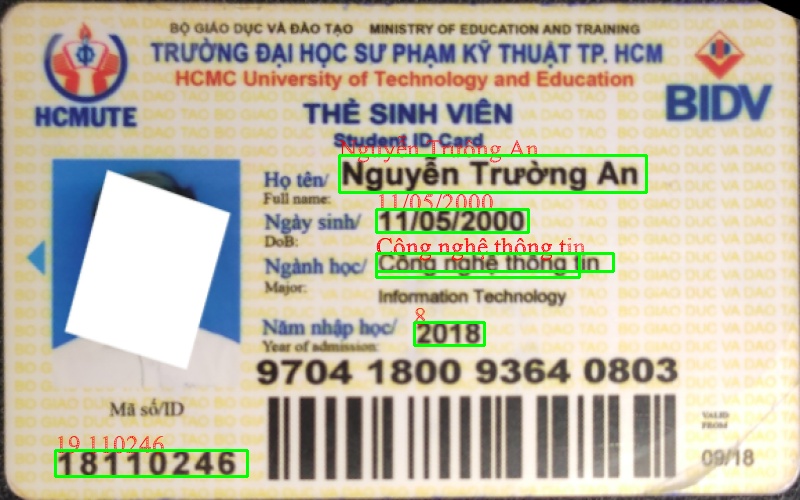 BỘ GIÁO DỤC VÀ ĐÀO TẠO MINISTRY OF EDUCATION AND TRAINING
TRƯỜNG ĐẠI HỌC SƯ PHẠM KỸ THUẬT TP. HCM
HCMC University of Technology and Education
HCMUTE
BIDV
THẺ SINH VIÊN
Student ID Card
Nguyễn Trường An
Họ tên/ Nguyễn Trường An
Full name:
11/05/2000
Ngày sinh/ 11/05/2000
DoB:
Công nghệ thông tin
Ngành học/ Công nghệ thông tin
Major:
Information Technology
8
Năm nhập học/ 2018
Year of admission:
9704 1800 9364 0803
Mã số/ID
VALID
FROM
19 110246
18110246
09/18